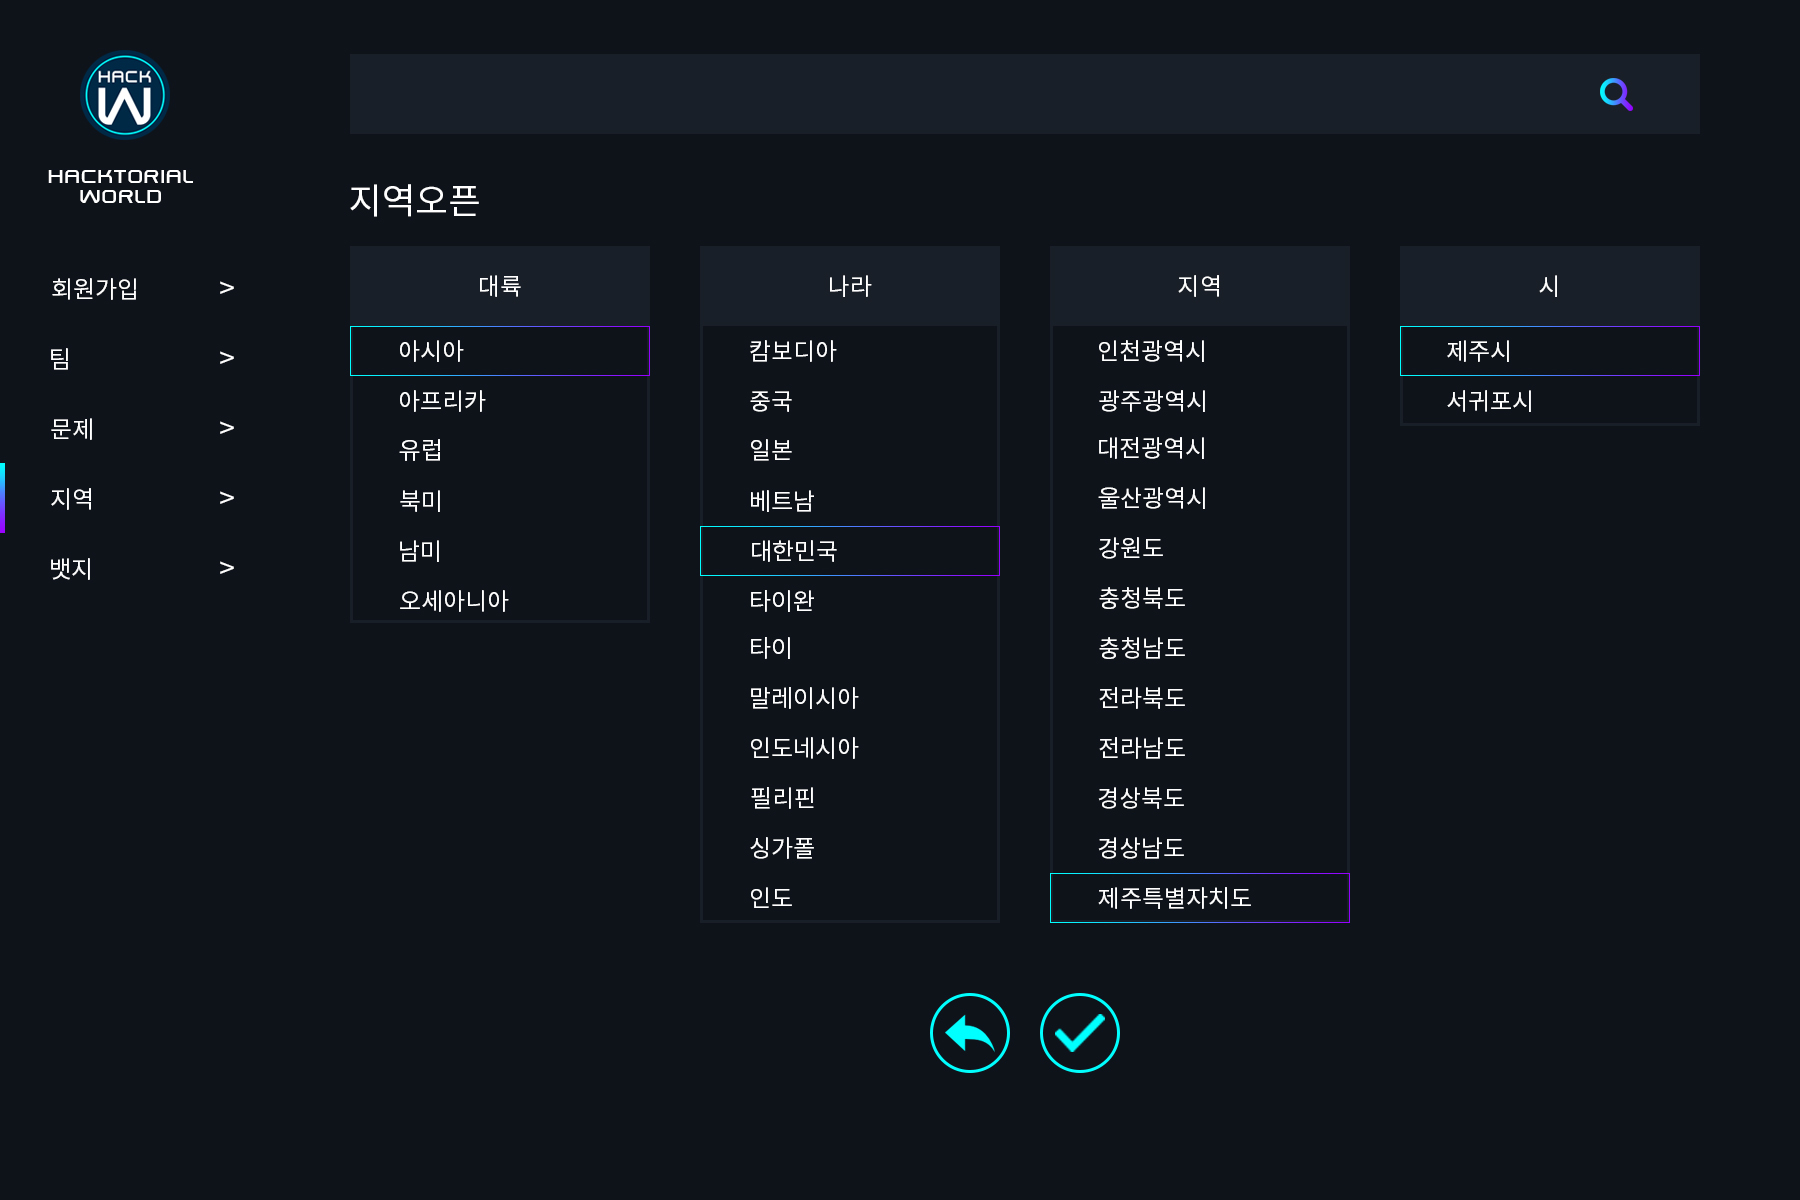 HACK
W
HACKTORIAL
WORLD
회원가입 >
팀 >
문제 >
지역 >
뱃지 >
지역오픈
대륙
아시아
아프리카
유럽
북미
남미
오세아니아
나라
캄보디아
중국
일본
베트남
대한민국
타이완
타이
말레이시아
인도네시아
필리핀
싱가폴
인도
지역
인천광역시
광주광역시
대전광역시
울산광역시
강원도
충청북도
충청남도
전라북도
전라남도
경상북도
경상남도
제주특별자치도
시
제주시
서귀포시